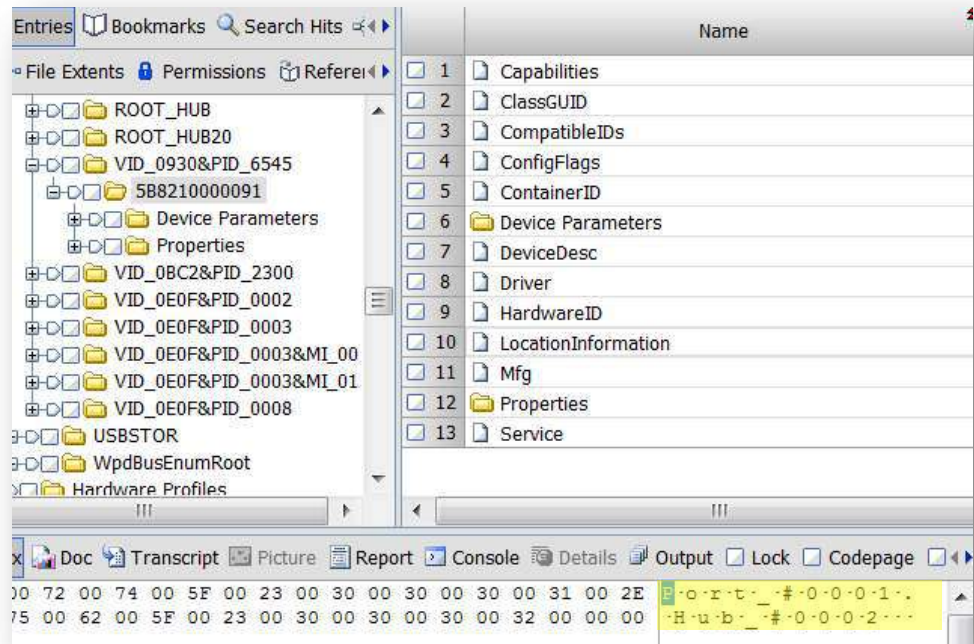 Entries Bookmarks Search Hits
File Extents Permissions
ROOT_HUB
ROOT_HUB20
VID_0930&PID_6545
5B8210000091
Device Parameters
Properties
VID_0BC2&PID_2300
VID_0E0F&PID_0002
VID_0E0F&PID_0003
VID_0E0F&PID_0003&MI_00
VID_0E0F&PID_0003&MI_01
VID_0E0F&PID_0008
USBSTOR
WpdBusEnumRoot
Hardware Profiles
Name
1 Capabilities
2 ClassGUID
3 CompatibleIDs
4 ConfigFlags
5 ContainerID
6 Device Parameters
7 DeviceDesc
8 Driver
9 HardwareID
10 LocationInformation
11 Mfg
12 Properties
13 Service
x Doc Transcript Picture Report Console Details Output Lock Codepage
00 72 00 74 00 5F 00 23 00 30 00 30 00 30 00 31 00 2E P·o·r·t·_·#·0·0·0·1·.
75 00 62 00 5F 00 23 00 30 00 30 00 30 00 32 00 00 00 ·H·u·b·_·#·0·0·0·2···